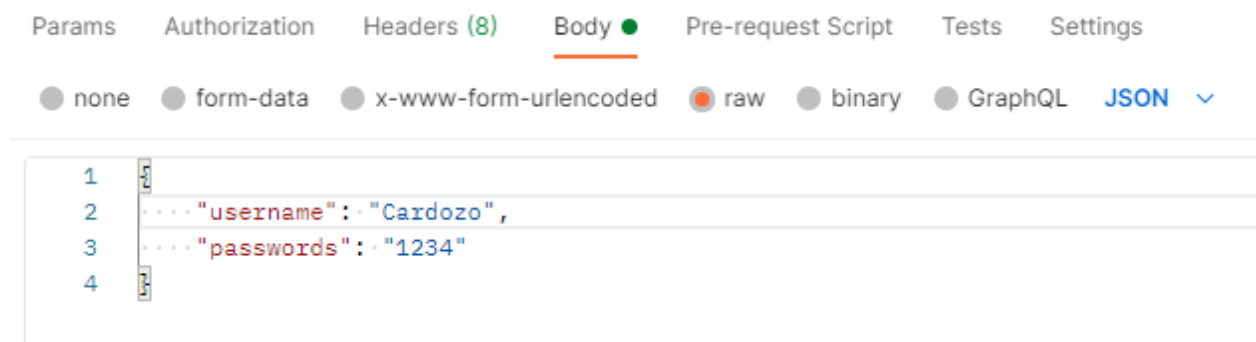 Params Authorization Headers (8) Body Pre-request Script Tests Settings
none form-data x-www-form-urlencoded raw binary GraphQL JSON
1 {
2 "username": "Cardozo",
3 "passwords": "1234"
4 }